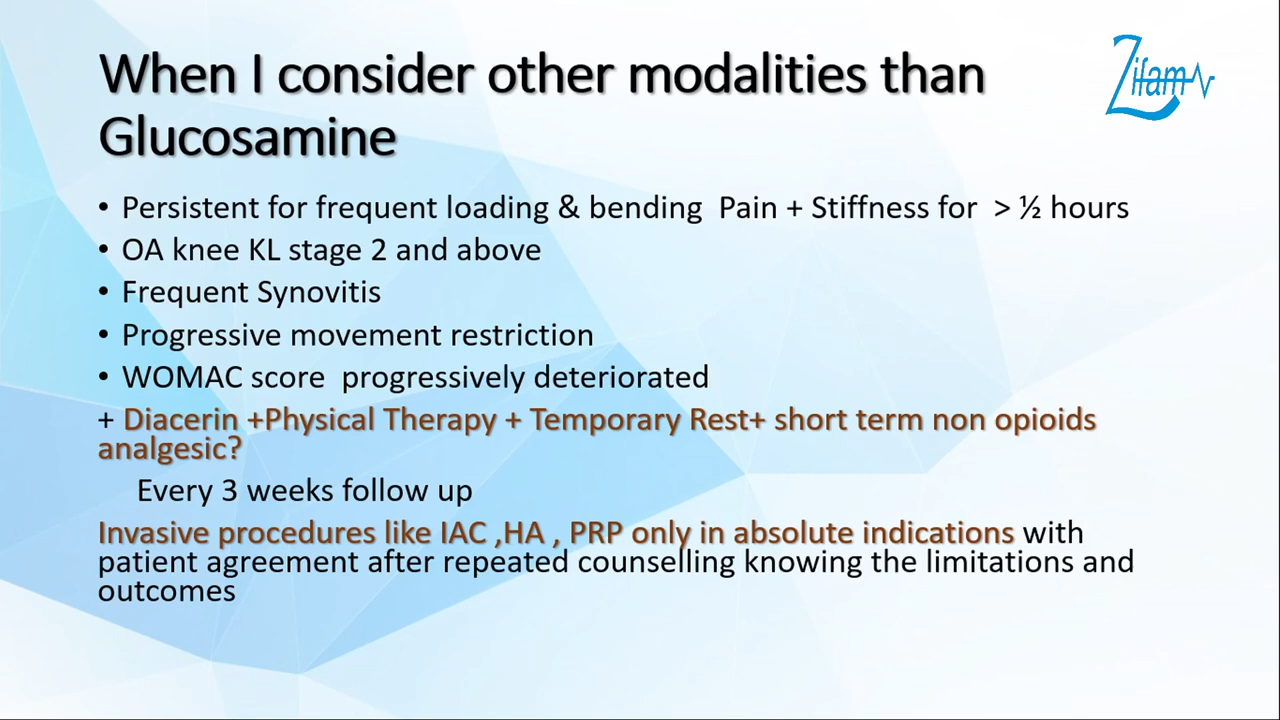 When I consider other modalities than
Glucosamine
Zifam
• Persistent for frequent loading & bending  Pain + Stiffness for  > ½ hours
• OA knee KL stage 2 and above
• Frequent Synovitis
• Progressive movement restriction
• WOMAC score  progressively deteriorated
+ Diacerin +Physical Therapy + Temporary Rest+ short term non opioids
analgesic?
Every 3 weeks follow up
Invasive procedures like IAC ,HA , PRP only in absolute indications with
patient agreement after repeated counselling knowing the limitations and
outcomes